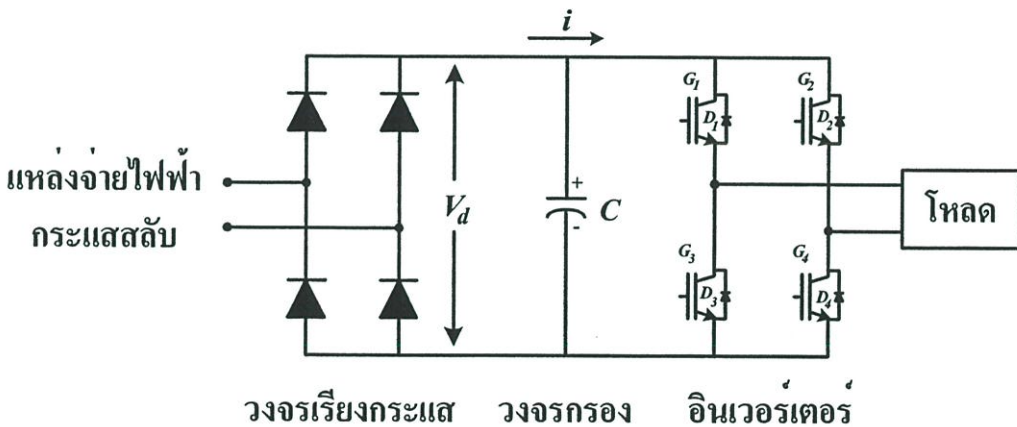 i
G1
G2
D1
D2
แหล่งจ่ายไฟฟ้า
กระแสสลับ
Vd
+
C
-
โหลด
G3
G4
D3
D4
วงจรเรียงกระแส
วงจรกรอง
อินเวอร์เตอร์